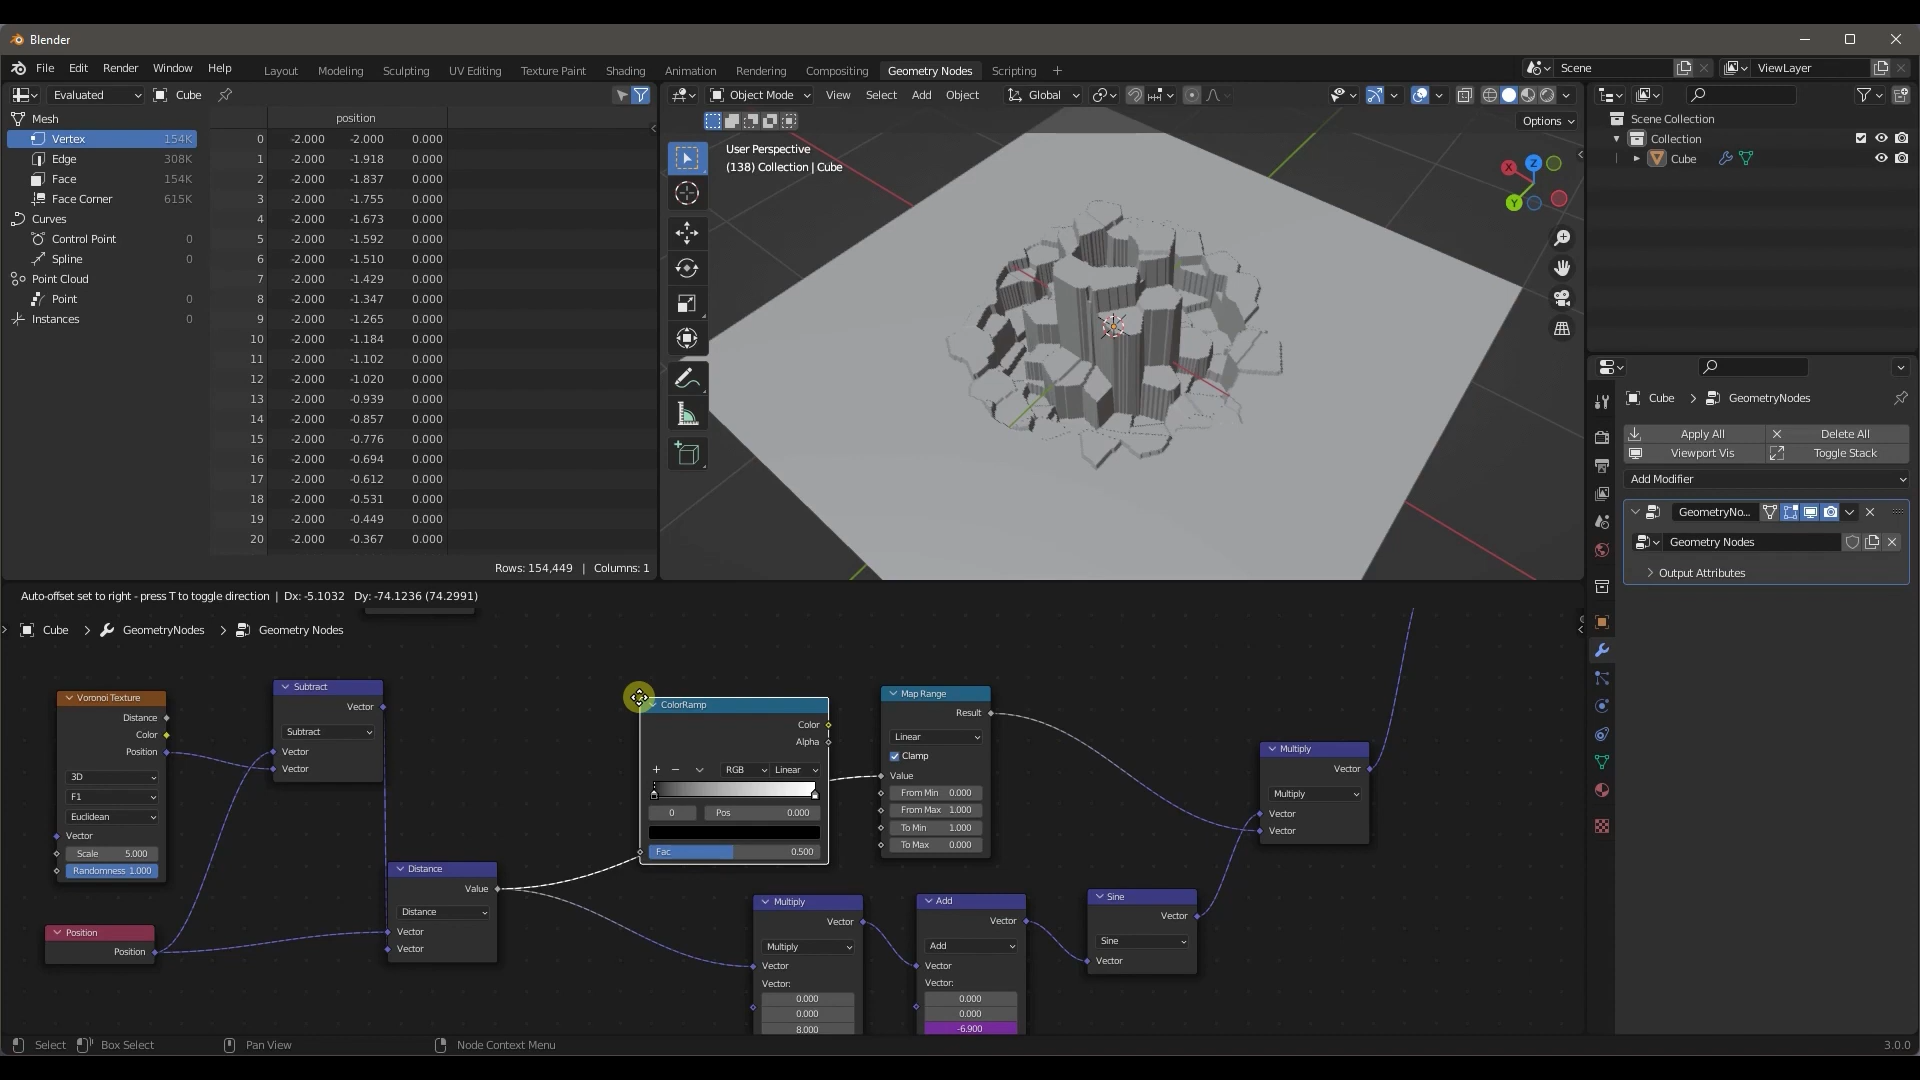 Blender
File Edit Render Window Help
Layout Modeling Sculpting UV Editing Texture Paint Shading Animation Rendering Compositing Geometry Nodes Scripting +
Scene
ViewLayer
Evaluated Cube
Mesh
Vertex 154K
Edge 308K
Face 154K
Face Corner 615K
Curves
Control Point 0
Spline 0
Point Cloud
Point 0
Instances 0
position
0 -2.000 -2.000 0.000
1 -2.000 -1.918 0.000
2 -2.000 -1.837 0.000
3 -2.000 -1.755 0.000
4 -2.000 -1.673 0.000
5 -2.000 -1.592 0.000
6 -2.000 -1.510 0.000
7 -2.000 -1.429 0.000
8 -2.000 -1.347 0.000
9 -2.000 -1.265 0.000
10 -2.000 -1.184 0.000
11 -2.000 -1.102 0.000
12 -2.000 -1.020 0.000
13 -2.000 -0.939 0.000
14 -2.000 -0.857 0.000
15 -2.000 -0.776 0.000
16 -2.000 -0.694 0.000
17 -2.000 -0.612 0.000
18 -2.000 -0.531 0.000
19 -2.000 -0.449 0.000
20 -2.000 -0.367 0.000
Rows: 154,449 | Columns: 1
Object Mode View Select Add Object Global
Options
User Perspective
(138) Collection | Cube
X
Y
Z
Scene Collection
Collection
Cube
Cube > GeometryNodes
Apply All Delete All
Viewport Vis Toggle Stack
Add Modifier
GeometryNo...
Geometry Nodes
Output Attributes
Auto-offset set to right - press T to toggle direction | Dx: -5.1032 Dy: -74.1236 (74.2991)
Cube > GeometryNodes > Geometry Nodes
Voronoi Texture
Distance
Color
Position
3D
F1
Euclidean
Vector
Scale 5.000
Randomness 1.000
Position
Position
Subtract
Vector
Subtract
Vector
Vector
Distance
Value
Distance
Vector
Vector
ColorRamp
Color
Alpha
+ − RGB Linear
0 Pos 0.000
Fac 0.500
Map Range
Result
Linear
Clamp
Value
From Min 0.000
From Max 1.000
To Min 1.000
To Max 0.000
Multiply
Vector
Multiply
Vector
Vector:
0.000
0.000
8.000
Add
Vector
Add
Vector
Vector:
0.000
0.000
-6.900
Sine
Vector
Sine
Vector
Multiply
Vector
Multiply
Vector
Vector
Select Box Select Pan View Node Context Menu 3.0.0